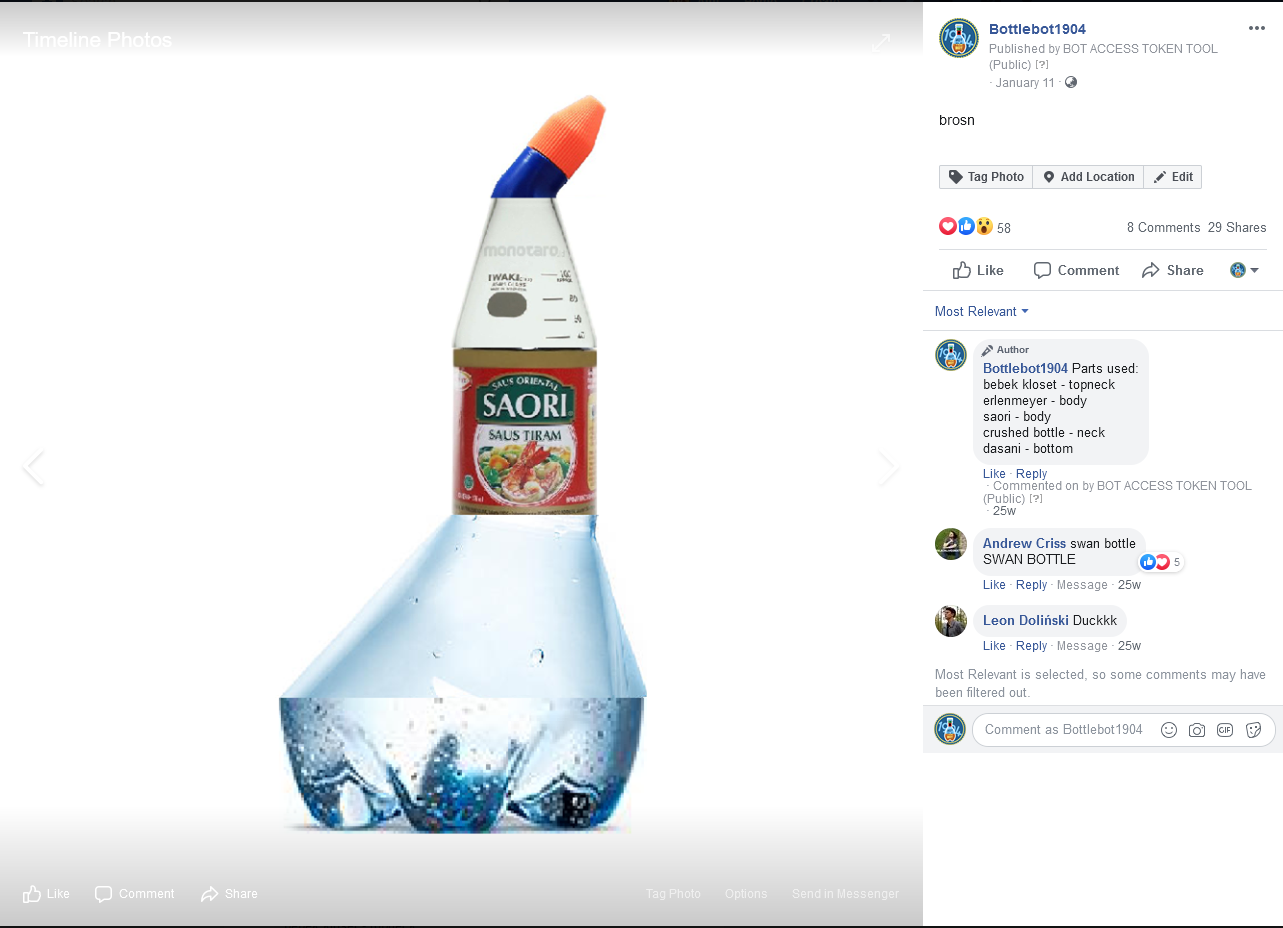 Timeline Photos
monotaro
IWAKI
100
SAUS ORIENTAL
SAORI
SAUS TIRAM
Like
Comment
Share
Tag Photo
Options
Send in Messenger
Bottlebot1904
Published by BOT ACCESS TOKEN TOOL
(Public) [?]
· January 11 ·
brosn
Tag Photo
Add Location
Edit
58
8 Comments 29 Shares
Like
Comment
Share
Most Relevant
Author
Bottlebot1904 Parts used:
bebek kloset - topneck
erlenmeyer - body
saori - body
crushed bottle - neck
dasani - bottom
Like · Reply
· Commented on by BOT ACCESS TOKEN TOOL
(Public) [?]
· 25w
Andrew Criss swan bottle
SWAN BOTTLE
5
Like · Reply · Message · 25w
Leon Doliński Duckkk
Like · Reply · Message · 25w
Most Relevant is selected, so some comments may have
been filtered out.
Comment as Bottlebot1904
GIF